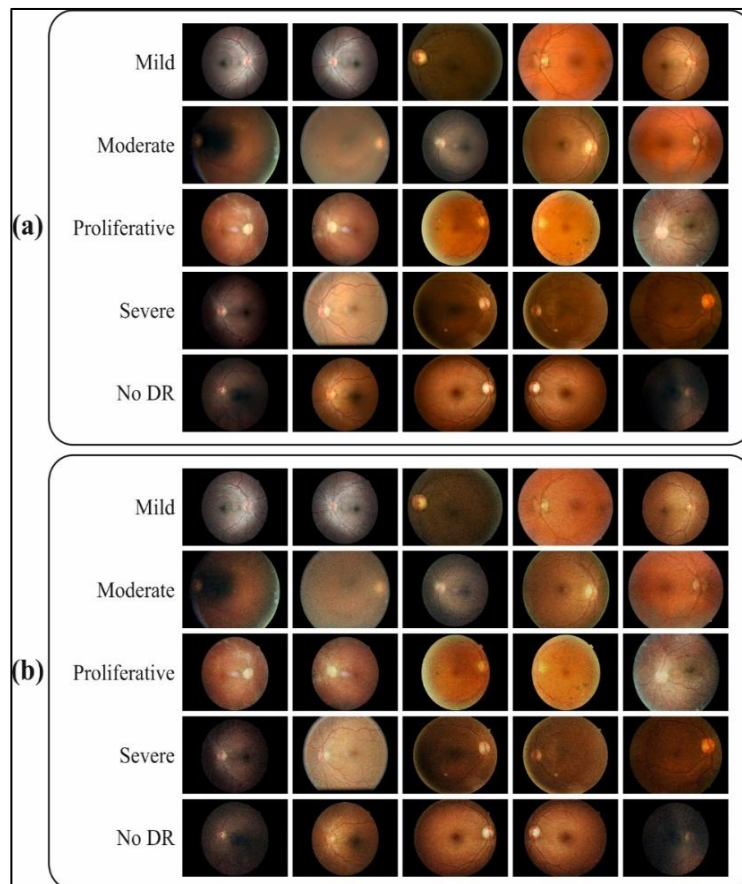 (a)
Mild
Moderate
Proliferative
Severe
No DR
(b)
Mild
Moderate
Proliferative
Severe
No DR